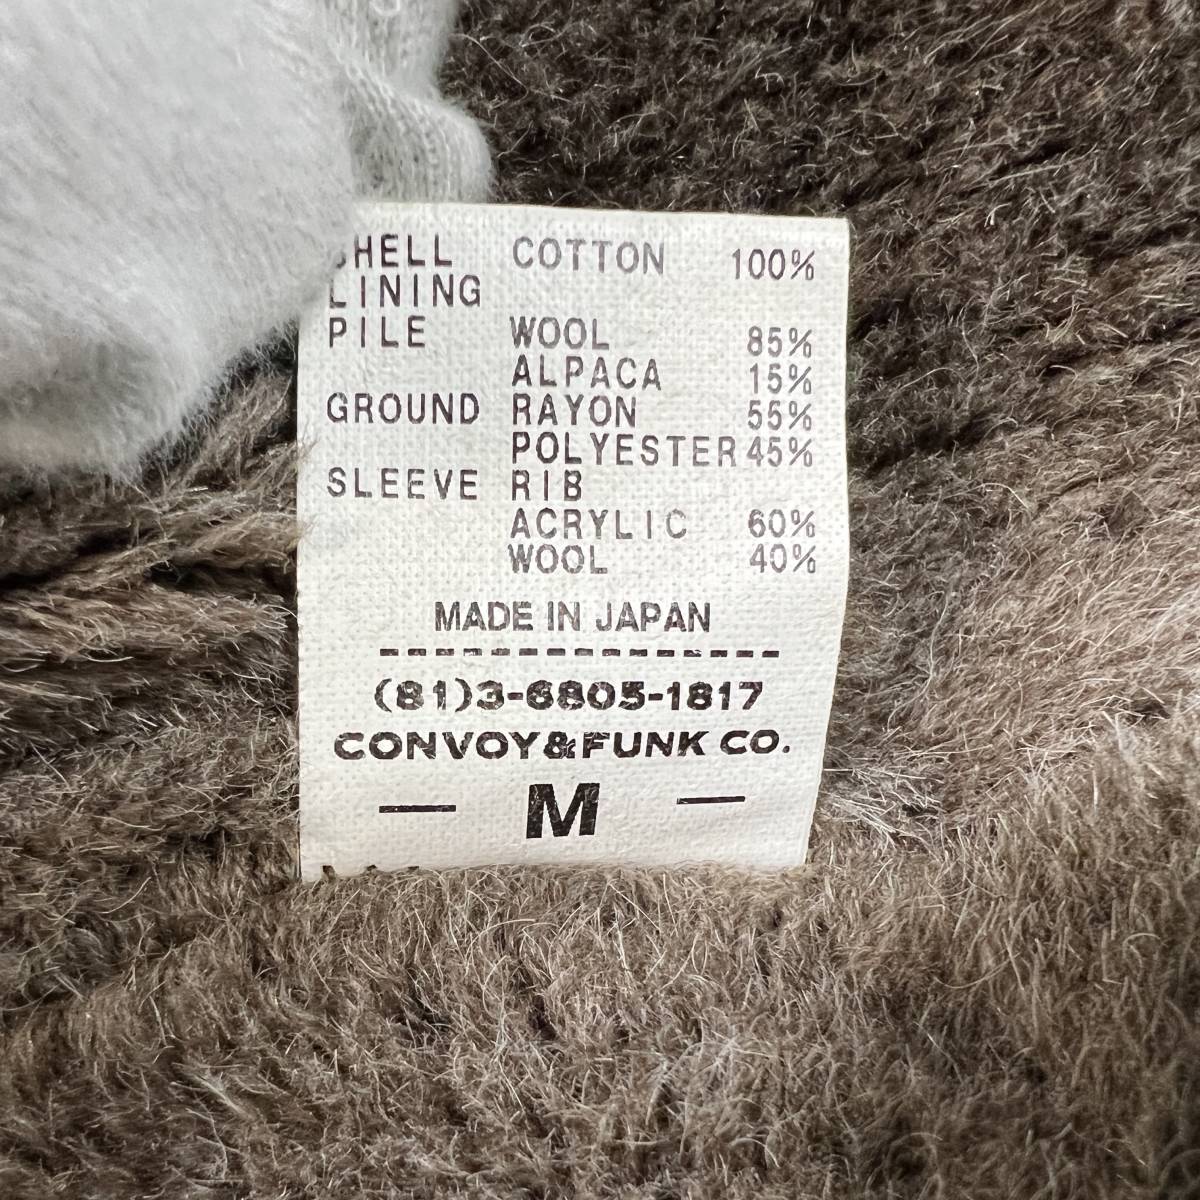 SHELL COTTON 100%
LINING
PILE WOOL 85%
ALPACA 15%
GROUND RAYON 55%
POLYESTER 45%
SLEEVE RIB
ACRYLIC 60%
WOOL 40%
MADE IN JAPAN
(81)3-6805-1817
CONVOY&FUNK CO.
— M —